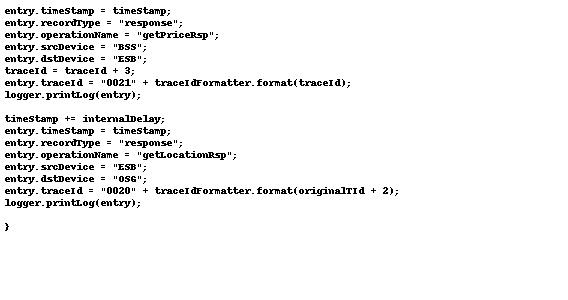 entry.timeStamp = timeStamp;
entry.recordType = "response";
entry.operationName = "getPriceRsp";
entry.srcDevice = "BSS";
entry.dstDevice = "ESB";
traceId = traceId + 3;
entry.traceId = "0021" + traceIdFormatter.format(traceId);
logger.printLog(entry);

timeStamp += internalDelay;
entry.timeStamp = timeStamp;
entry.recordType = "response";
entry.operationName = "getLocationRsp";
entry.srcDevice = "ESB";
entry.dstDevice = "OSG";
entry.traceId = "0020" + traceIdFormatter.format(originalTId + 2);
logger.printLog(entry);

}